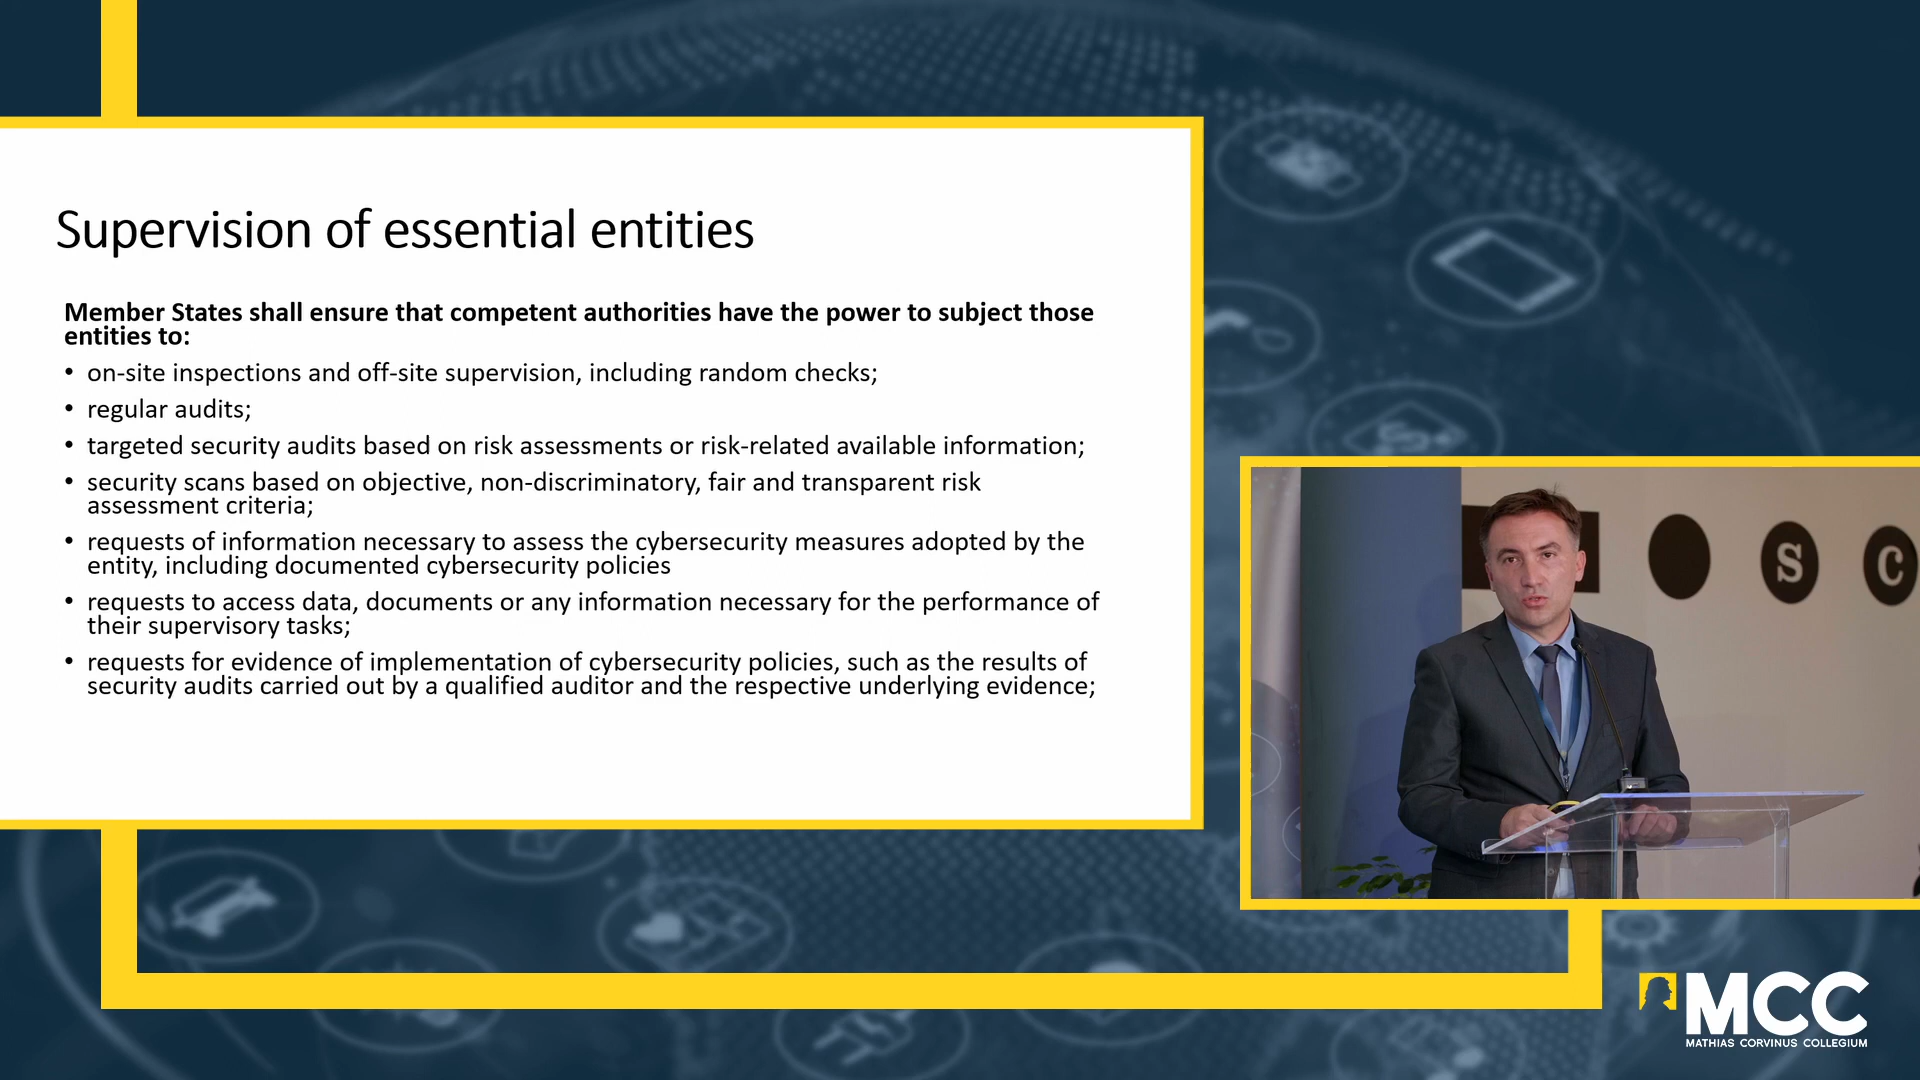 Supervision of essential entities
Member States shall ensure that competent authorities have the power to subject those
entities to:
• on-site inspections and off-site supervision, including random checks;
• regular audits;
• targeted security audits based on risk assessments or risk-related available information;
• security scans based on objective, non-discriminatory, fair and transparent risk
assessment criteria;
• requests of information necessary to assess the cybersecurity measures adopted by the
entity, including documented cybersecurity policies
• requests to access data, documents or any information necessary for the performance of
their supervisory tasks;
• requests for evidence of implementation of cybersecurity policies, such as the results of
security audits carried out by a qualified auditor and the respective underlying evidence;
S C
MCC
MATHIAS CORVINUS COLLEGIUM